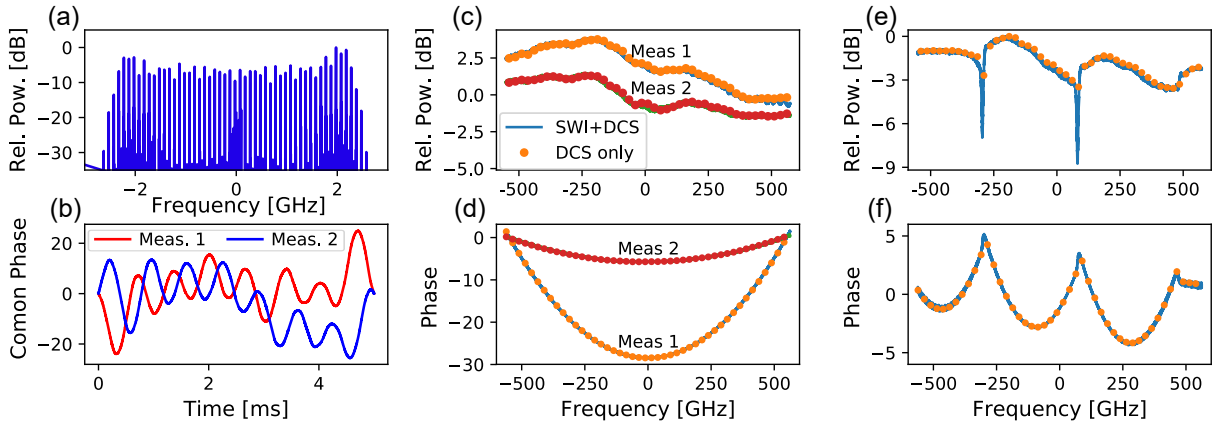 (a)
Rel. Pow. [dB]
0
−10
−20
−30
−2
0
2
Frequency [GHz]
(b)
Comon Phase
20
0
−20
Meas. 1
Meas. 2
0
2
4
Time [ms]
(c)
Rel. Pow. [dB]
2.5
0.0
2.5
5.0
Meas 1
Meas 2
SWI+DCS
DCS only
-500
-250
0
250
500
(d)
Phase
0
−10
−20
−30
Meas 2
Meas 1
−500
−250
0
250
500
Frequency [GHz]
(e)
Rel. Pow. [dB]
0
−3
−6
−9
-500
-250
0
250
500
(f)
Phase
5
0
−5
−500
−250
0
250
500
Frequency [GHz]